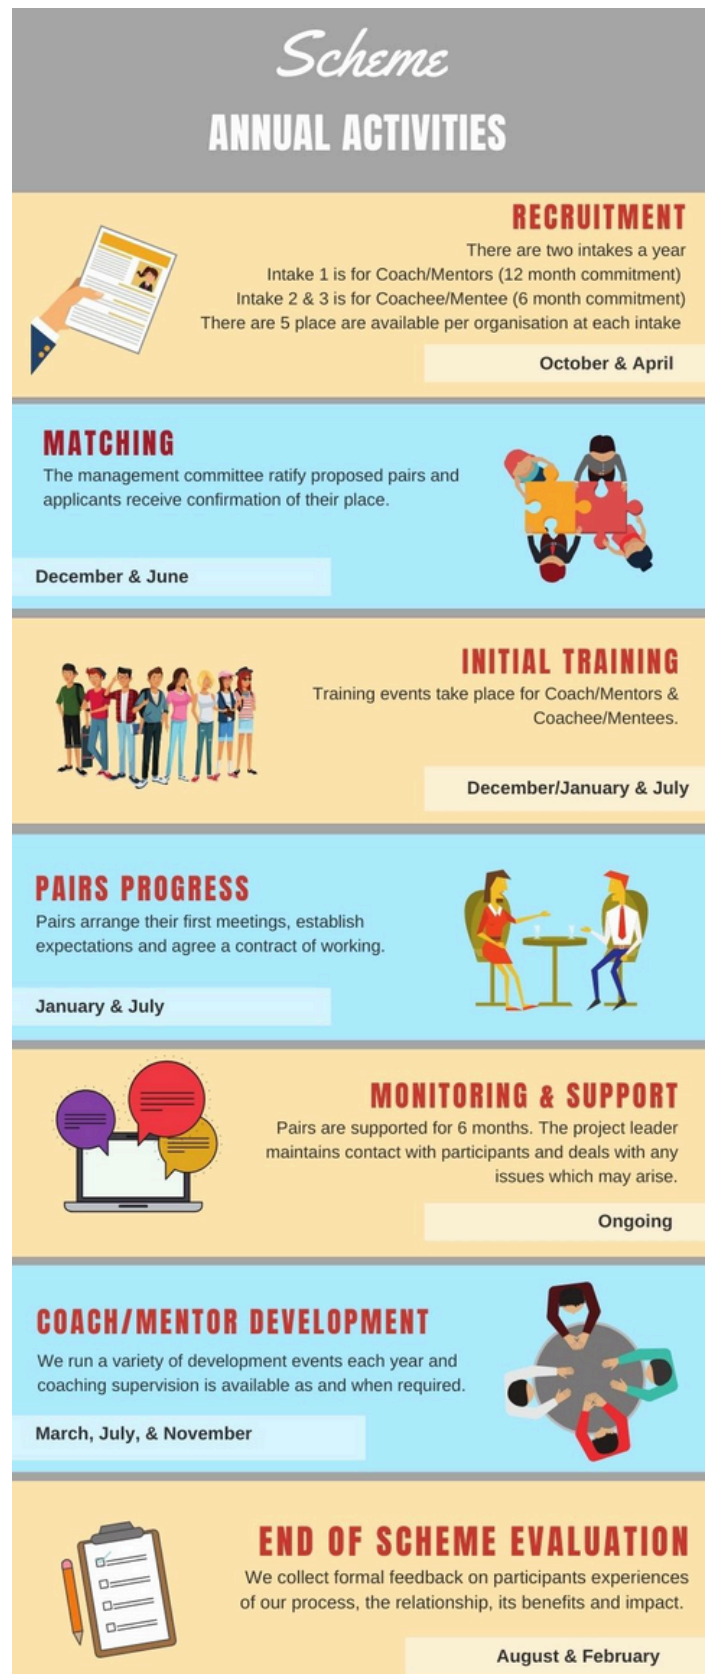 Scheme
ANNUAL ACTIVITIES
RECRUITMENT
There are two intakes a year
Intake 1 is for Coach/Mentors (12 month commitment)
Intake 2 & 3 is for Coachee/Mentee (6 month commitment)
There are 5 place are available per organisation at each intake
October & April
MATCHING
The management committee ratify proposed pairs and
applicants receive confirmation of their place.
December & June
INITIAL TRAINING
Training events take place for Coach/Mentors &
Coachee/Mentees.
December/January & July
PAIRS PROGRESS
Pairs arrange their first meetings, establish
expectations and agree a contract of working.
January & July
MONITORING & SUPPORT
Pairs are supported for 6 months. The project leader
maintains contact with participants and deals with any
issues which may arise.
Ongoing
COACH/MENTOR DEVELOPMENT
We run a variety of development events each year and
coaching supervision is available as and when required.
March, July, & November
END OF SCHEME EVALUATION
We collect formal feedback on participants experiences
of our process, the relationship, its benefits and impact.
August & February